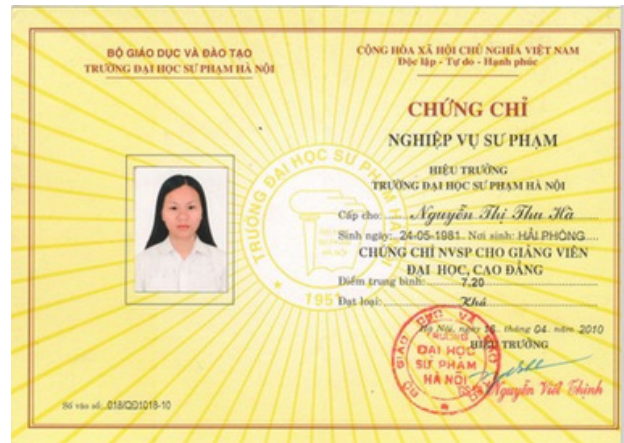 BỘ GIÁO DỤC VÀ ĐÀO TẠO
TRƯỜNG ĐẠI HỌC SƯ PHẠM HÀ NỘI
CỘNG HÒA XÃ HỘI CHỦ NGHĨA VIỆT NAM
Độc lập - Tự do - Hạnh phúc
CHỨNG CHỈ
NGHIỆP VỤ SƯ PHẠM
HIỆU TRƯỞNG
TRƯỜNG ĐẠI HỌC SƯ PHẠM HÀ NỘI
Cấp cho: Nguyễn Thị Thu Hà
Sinh ngày: 24-05-1981 Nơi sinh: HẢI PHÒNG
CHỨNG CHỈ NVSP CHO GIẢNG VIÊN
ĐẠI HỌC, CAO ĐẲNG
Điểm trung bình: 7.20
Đạt loại: Khá
Hà Nội, ngày 16 tháng 04 năm 2010
HIỆU TRƯỞNG
TRƯỜNG
ĐẠI HỌC
SƯ PHẠM
HÀ NỘI
Nguyễn Viết Thịnh
Số vào sổ: 018/QĐ1018-10